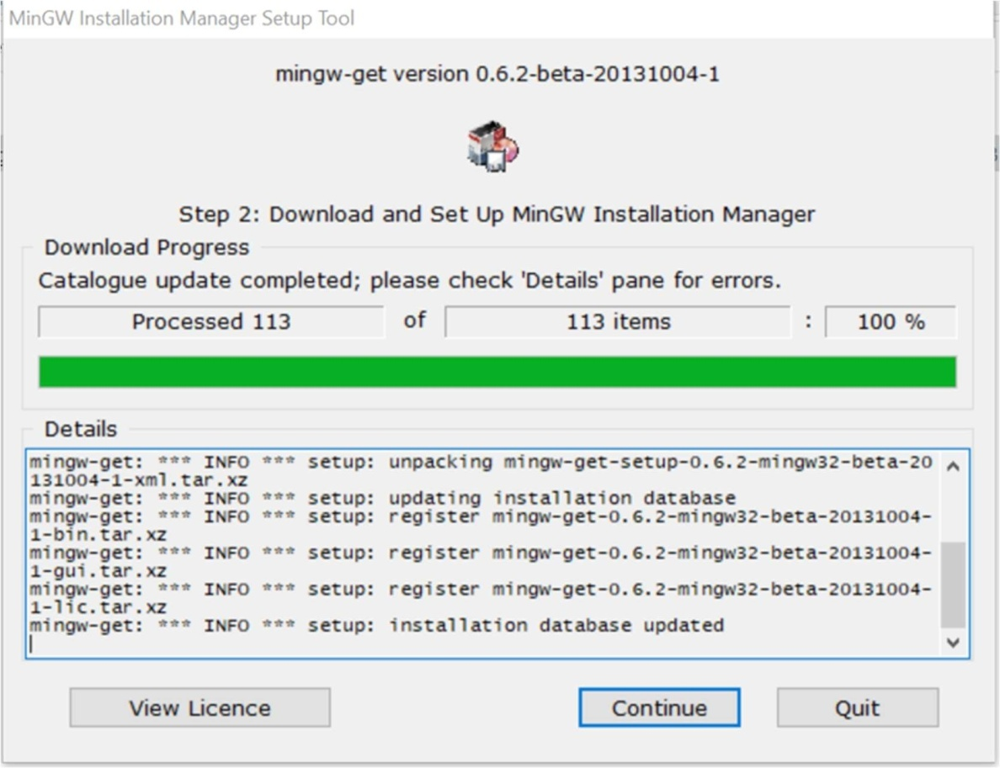 MinGW Installation Manager Setup Tool
mingw-get version 0.6.2-beta-20131004-1
Step 2: Download and Set Up MinGW Installation Manager
Download Progress
Catalogue update completed; please check 'Details' pane for errors.
Processed 113 of 113 items : 100 %
Details
mingw-get: *** INFO *** setup: unpacking mingw-get-setup-0.6.2-mingw32-beta-20
131004-1-xml.tar.xz
mingw-get: *** INFO *** setup: updating installation database
mingw-get: *** INFO *** setup: register mingw-get-0.6.2-mingw32-beta-20131004-
1-bin.tar.xz
mingw-get: *** INFO *** setup: register mingw-get-0.6.2-mingw32-beta-20131004-
1-gui.tar.xz
mingw-get: *** INFO *** setup: register mingw-get-0.6.2-mingw32-beta-20131004-
1-lic.tar.xz
mingw-get: *** INFO *** setup: installation database updated
View Licence Continue Quit